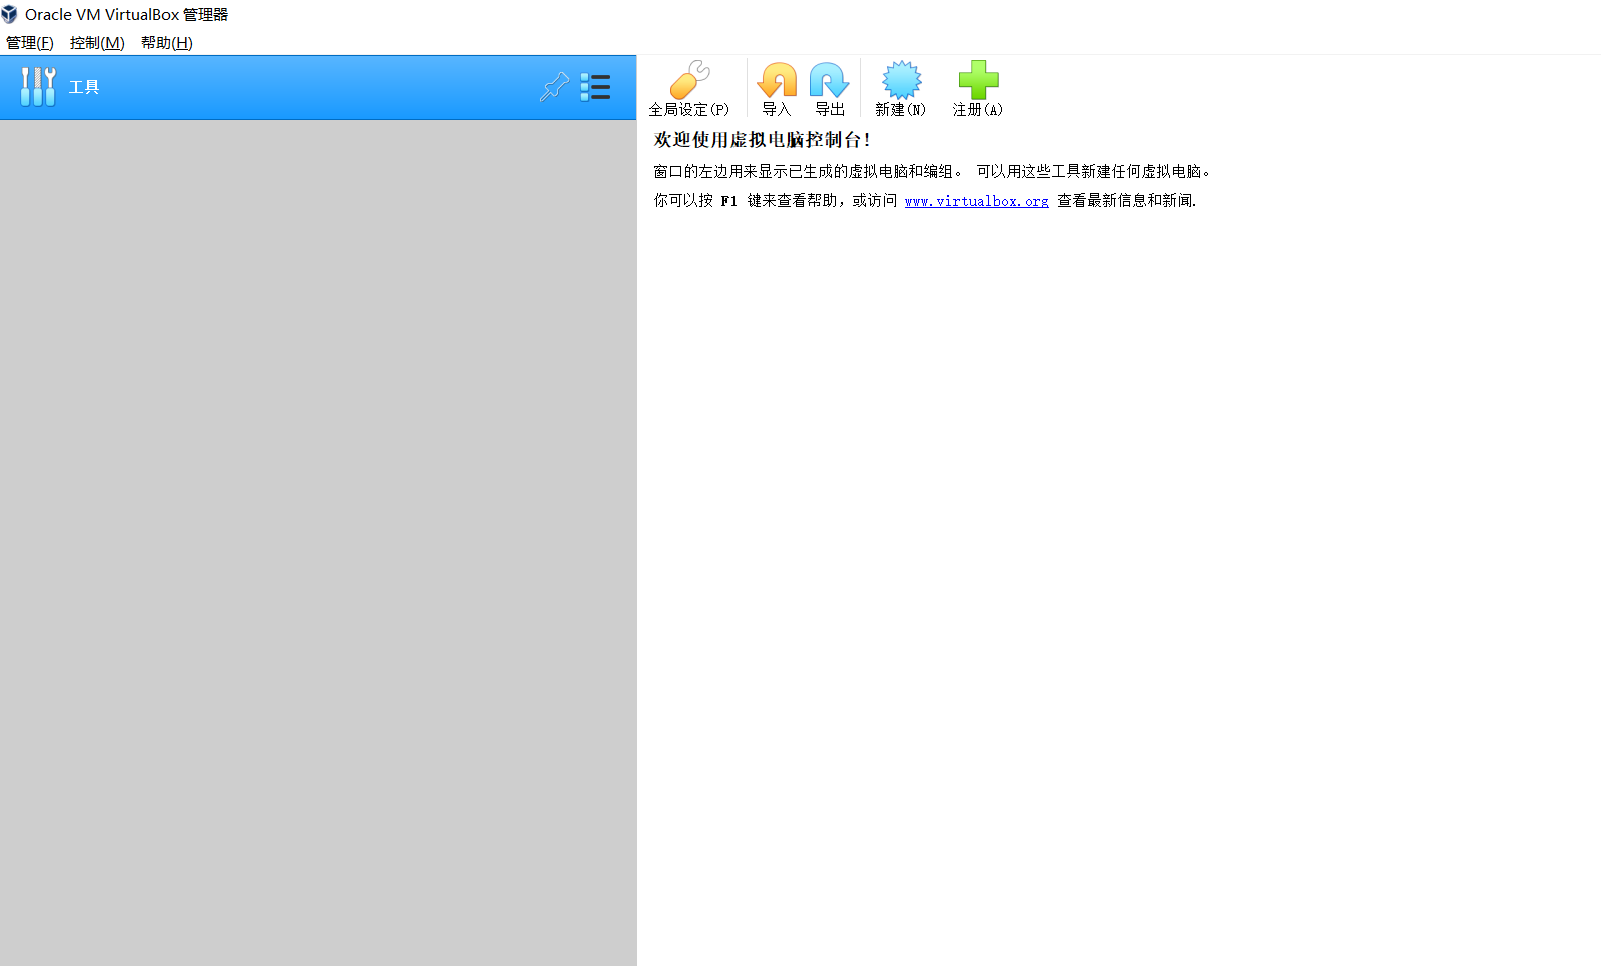 Oracle VM VirtualBox 管理器
管理(F) 控制(M) 帮助(H)
工具
全局设定(P) 导入 导出 新建(N) 注册(A)
欢迎使用虚拟电脑控制台!
窗口的左边用来显示已生成的虚拟电脑和编组。 可以用这些工具新建任何虚拟电脑。
你可以按 F1 键来查看帮助，或访问 www.virtualbox.org 查看最新信息和新闻.